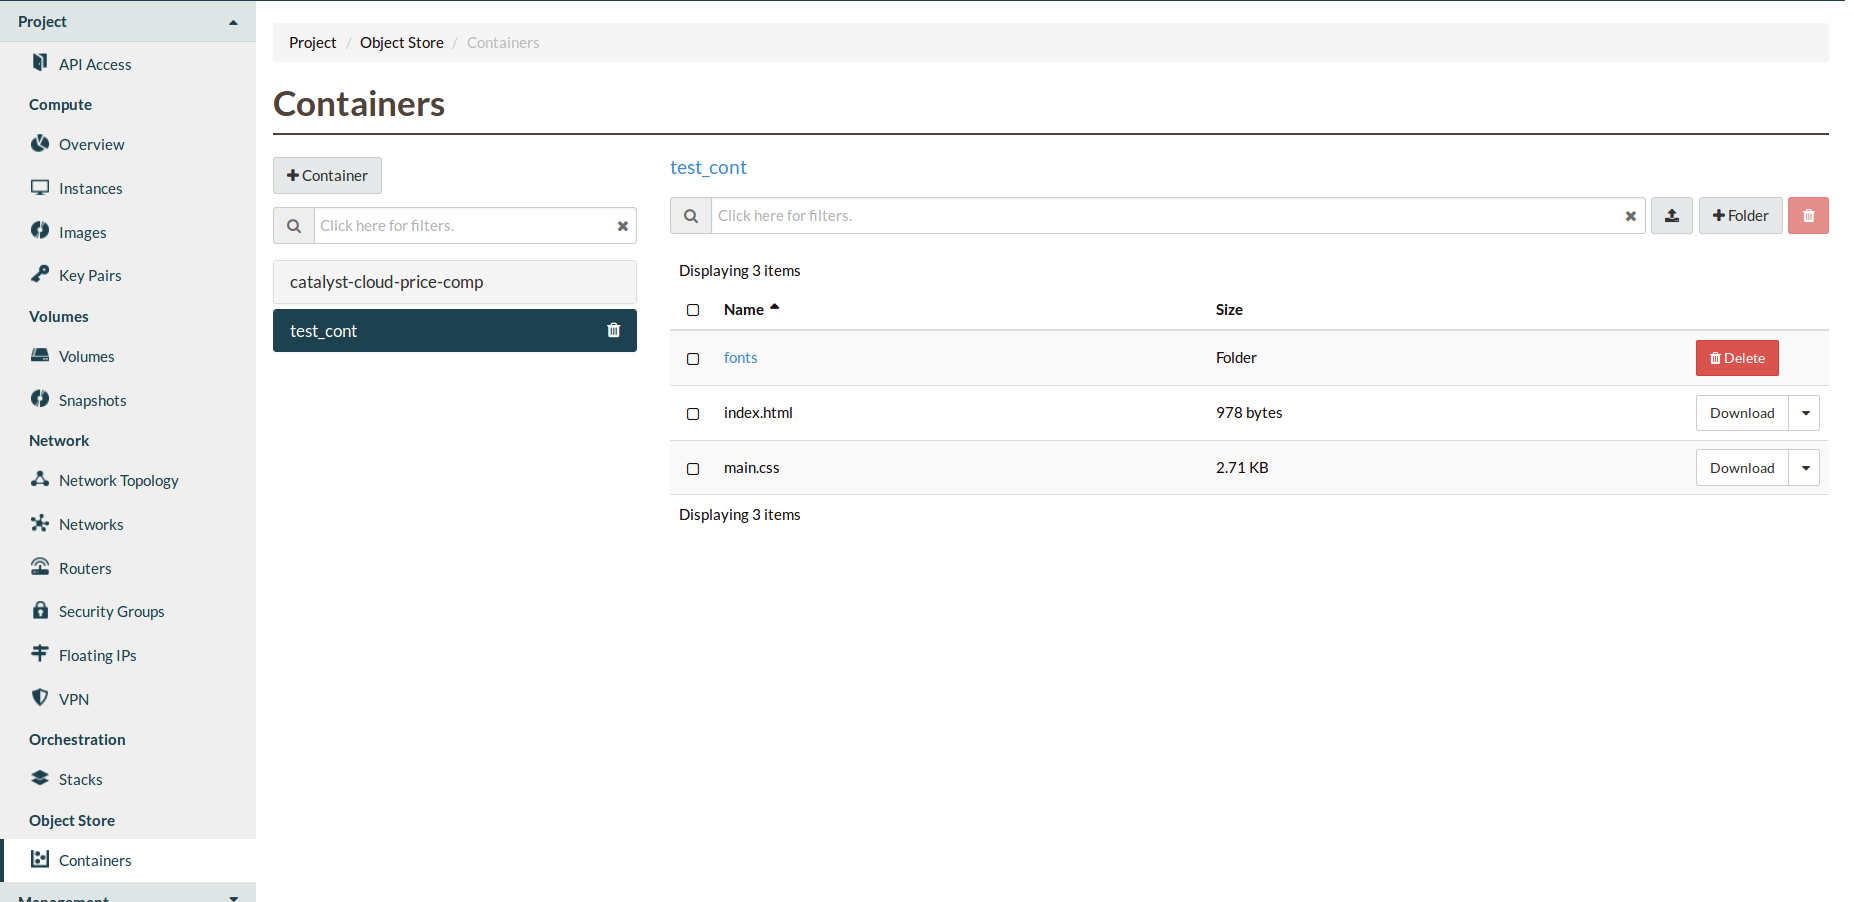 Project
API Access
Compute
Overview
Instances
Images
Key Pairs
Volumes
Volumes
Snapshots
Network
Network Topology
Networks
Routers
Security Groups
Floating IPs
VPN
Orchestration
Stacks
Object Store
Containers
Management
Project / Object Store / Containers
Containers
Container
Click here for filters.
catalyst-cloud-price-comp
test_cont
test_cont
Click here for filters.
Folder
Displaying 3 items
Name Size
fonts Folder Delete
index.html 978 bytes Download
main.css 2.71 KB Download
Displaying 3 items